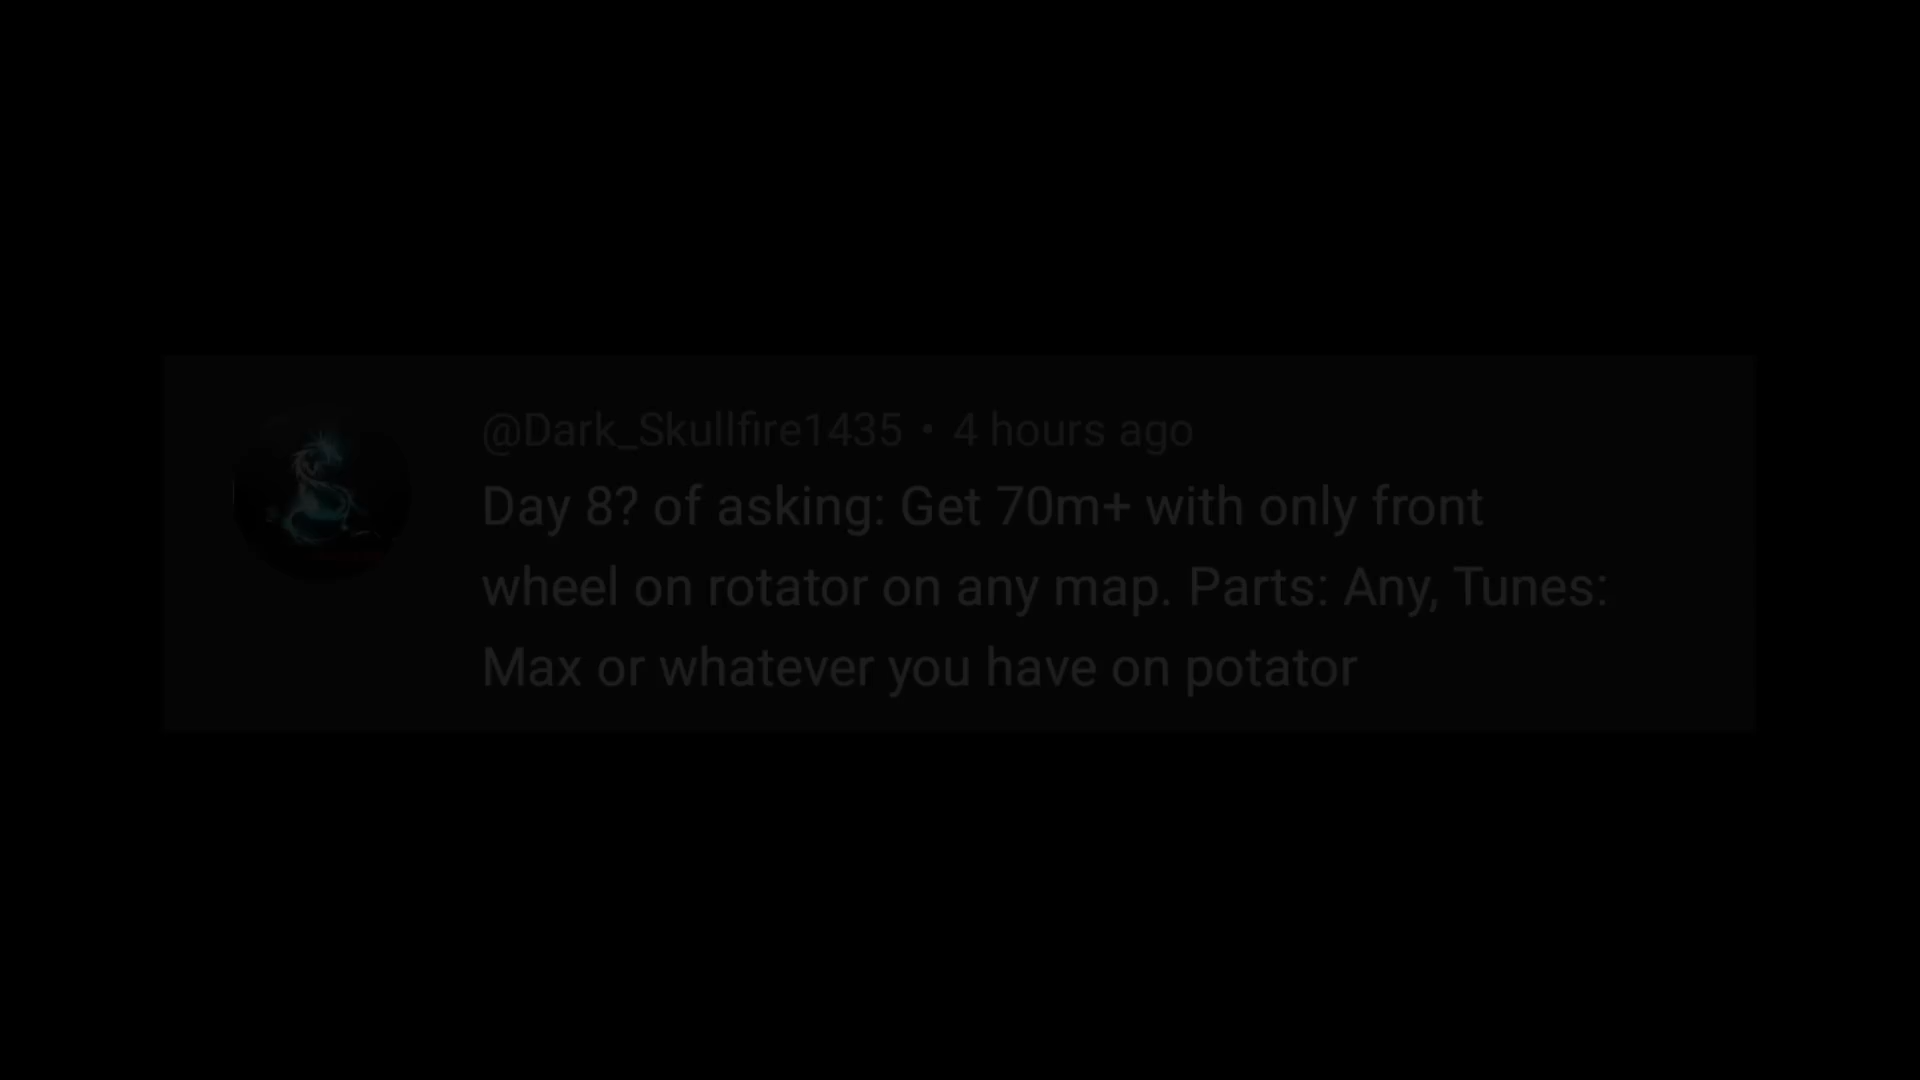 @Dark_Skullfire1435 • 4 hours ago
Day 8? of asking: Get 70m+ with only front
wheel on rotator on any map. Parts: Any, Tunes:
Max or whatever you have on potator